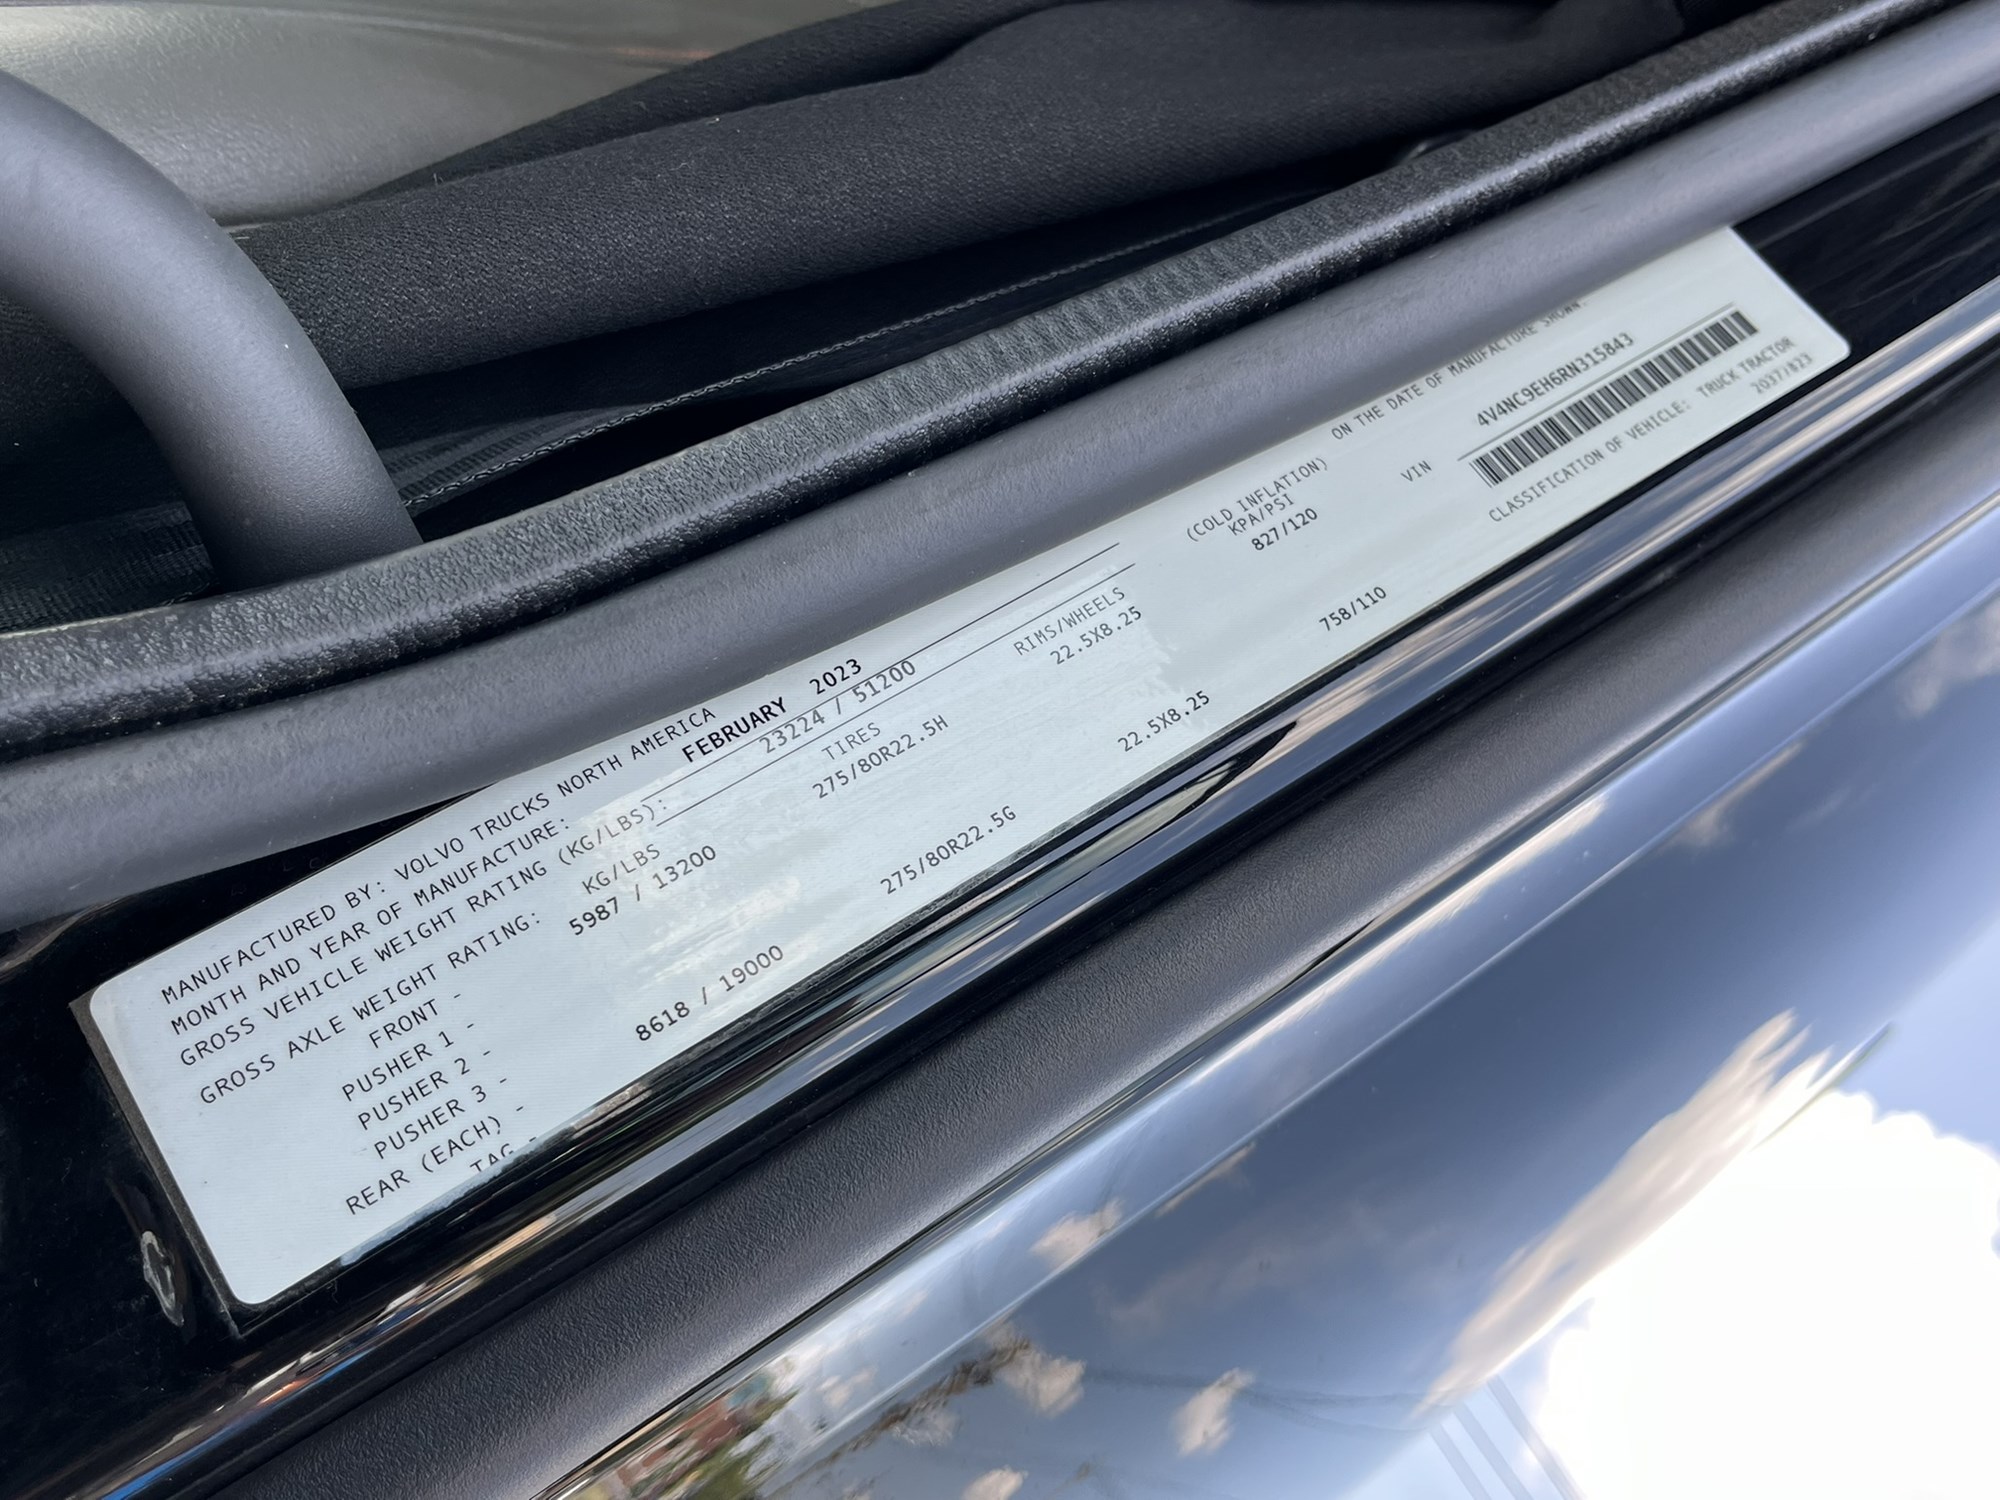 MANUFACTURED BY: VOLVO TRUCKS NORTH AMERICA
MONTH AND YEAR OF MANUFACTURE: FEBRUARY 2023
GROSS VEHICLE WEIGHT RATING (KG/LBS): 23224 / 51200
GROSS AXLE WEIGHT RATING: KG/LBS TIRES RIMS/WHEELS (COLD INFLATION) KPA/PSI
FRONT - 5987 / 13200 275/80R22.5H 22.5X8.25 827/120
PUSHER 1 -
PUSHER 2 -
PUSHER 3 -
REAR (EACH) - 8618 / 19000 275/80R22.5G 22.5X8.25 758/110
TAG -
ON THE DATE OF MANUFACTURE SHOWN.
VIN 4V4NC9EH6RN315843
CLASSIFICATION OF VEHICLE: TRUCK TRACTOR
2037/823